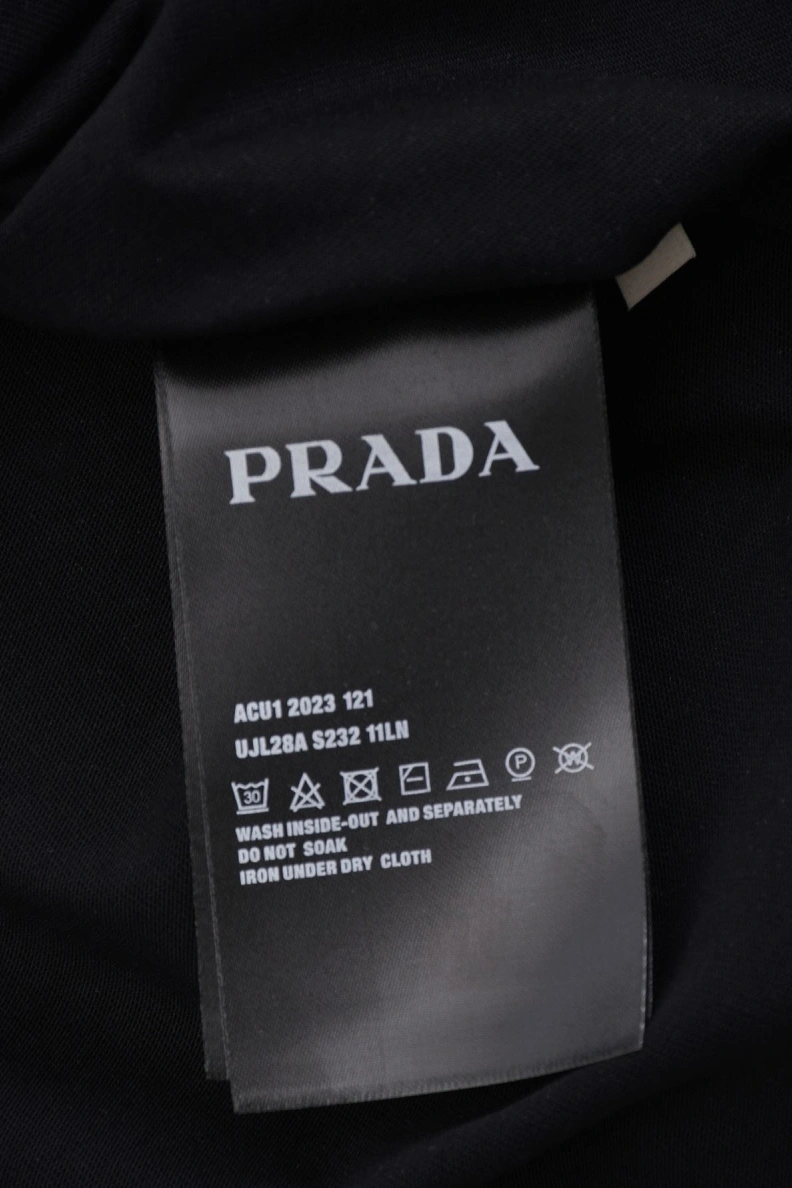 PRADA
ACU1 2023 121
UJL28A S232 11LN
30 P W
WASH INSIDE-OUT AND SEPARATELY
DO NOT SOAK
IRON UNDER DRY CLOTH